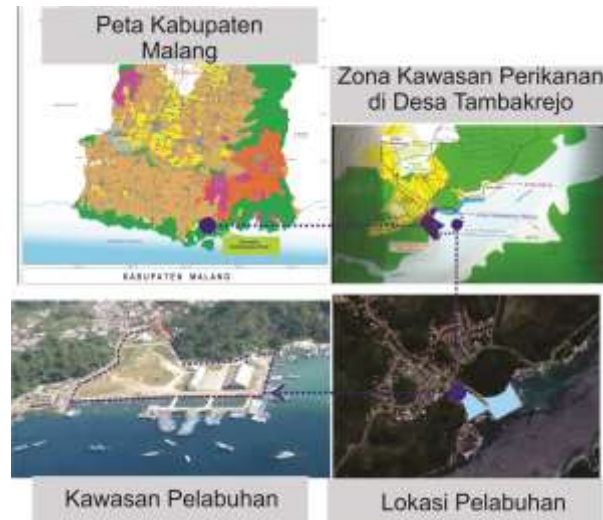 Peta Kabupaten
Malang
Zona Kawasan Perikanan
di Desa Tambakrejo
KABUPATEN MALANG
Kawasan Pelabuhan
Lokasi Pelabuhan